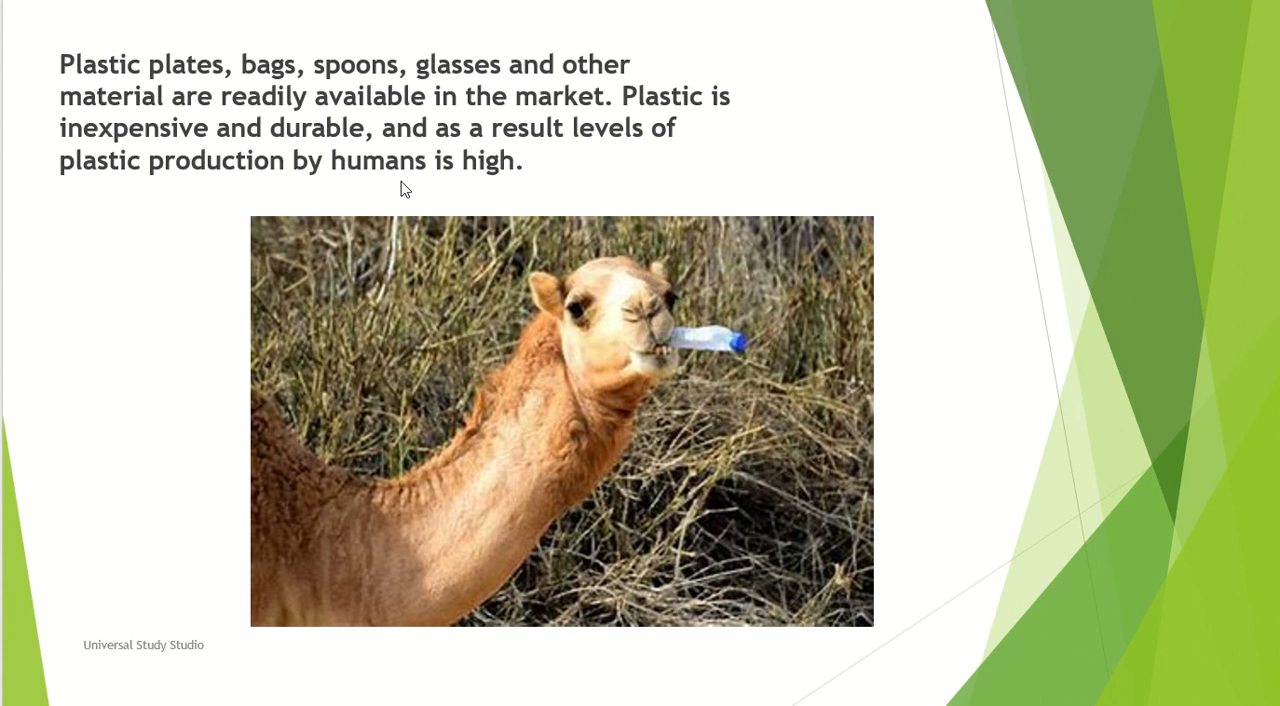 Plastic plates, bags, spoons, glasses and other
material are readily available in the market. Plastic is
inexpensive and durable, and as a result levels of
plastic production by humans is high.
Universal Study Studio